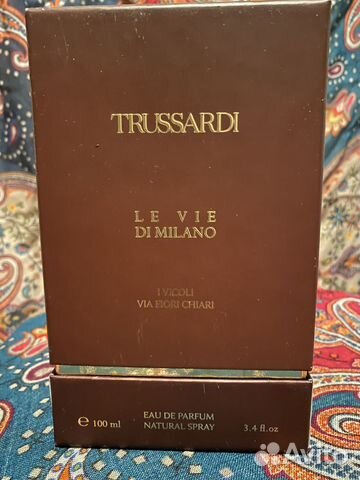 TRUSSARDI
LE VIE
DI MILANO
I VICOLI
VIA FIORI CHIARI
℮ 100 ml
EAU DE PARFUM
NATURAL SPRAY
3.4 fl.oz
Avito